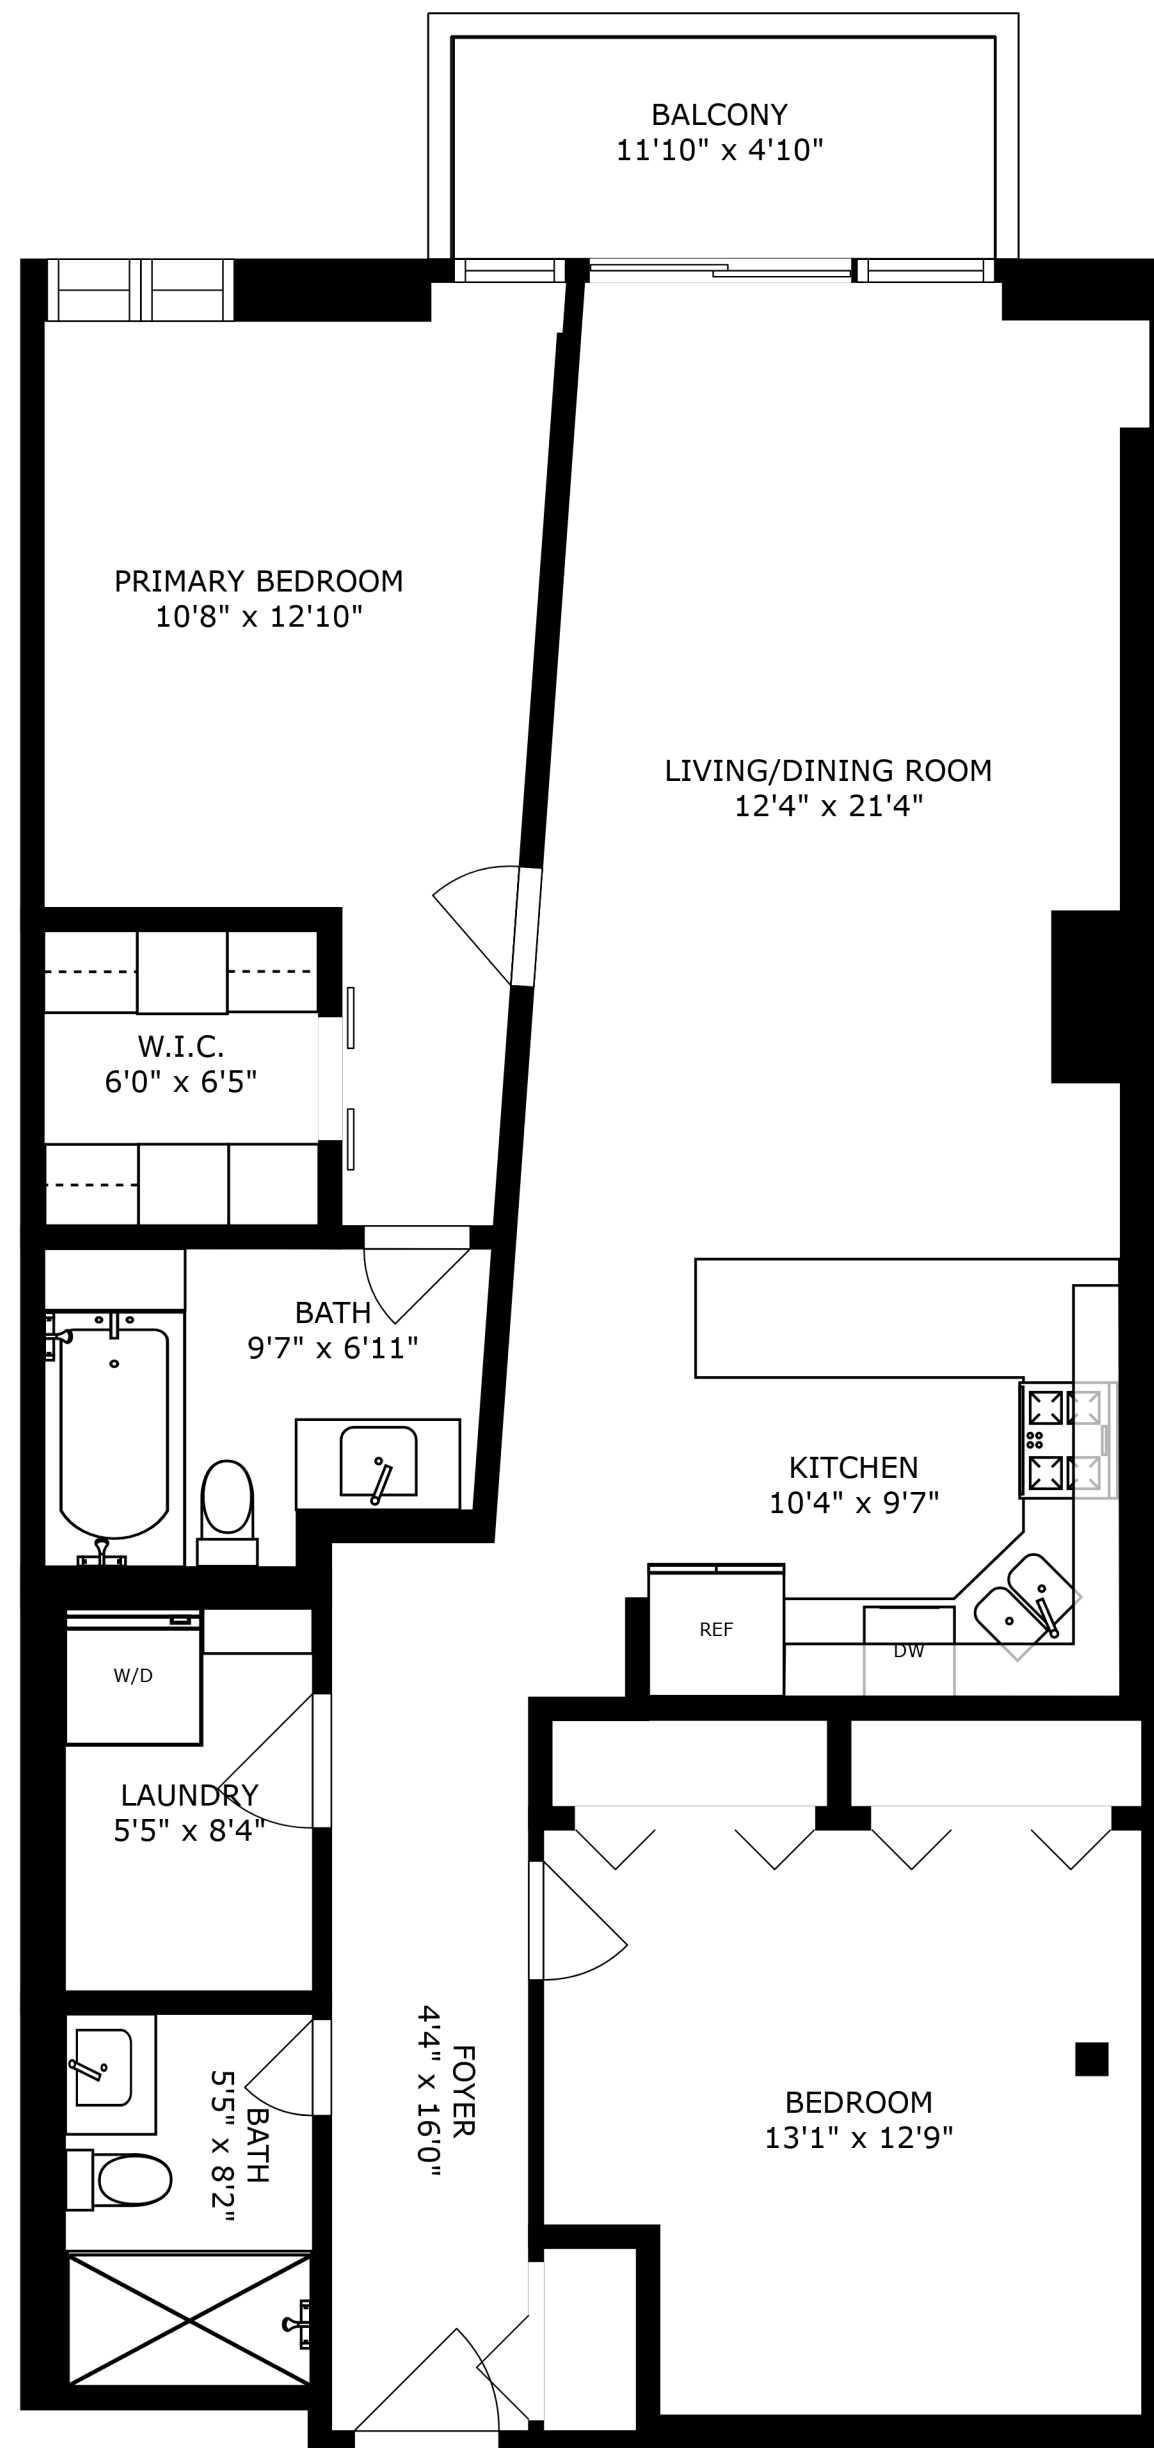 BALCONY
11'10" x 4'10"
PRIMARY BEDROOM
10'8" x 12'10"
LIVING/DINING ROOM
12'4" x 21'4"
W.I.C.
6'0" x 6'5"
BATH
9'7" x 6'11"
KITCHEN
10'4" x 9'7"
REF
DW
W/D
LAUNDRY
5'5" x 8'4"
FOYER
4'4" x 16'0"
BATH
5'5" x 8'2"
BEDROOM
13'1" x 12'9"